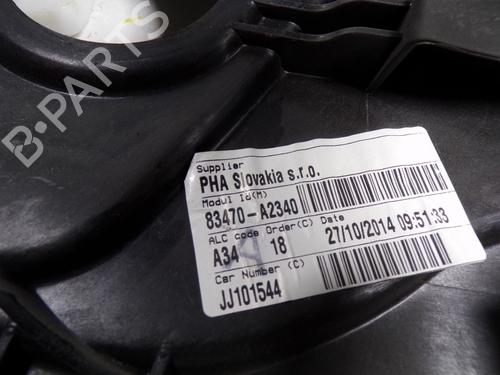 B-PARTS
Supplier
PHA Slovakia s.r.o.
Modul Id(M)
83470-A2340
ALC code Order(C) Date
A34 18 27/10/2014 09:51:33
Car Number (C)
JJ101544